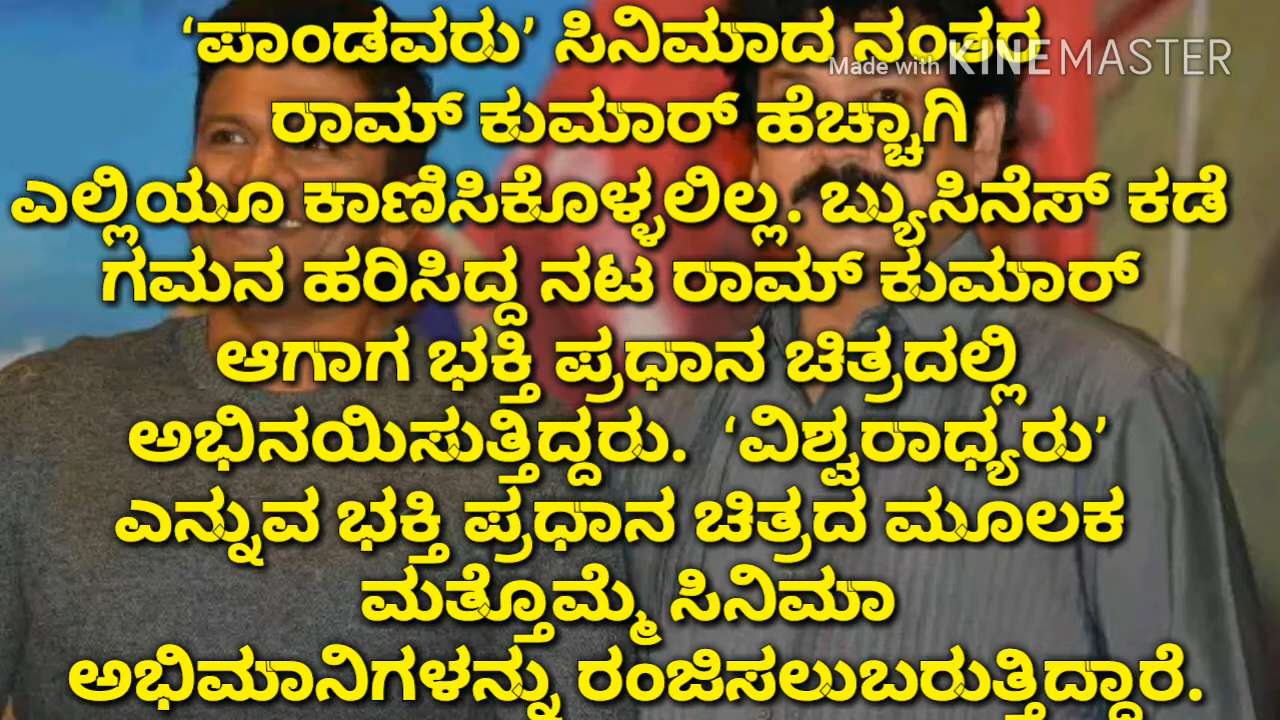 ‘ಪಾಂಡವರು’ ಸಿನಿಮಾದ ನಂತರ
Made with KINEMASTER
ರಾಮ್ ಕುಮಾರ್ ಹೆಚ್ಚಾಗಿ
ಎಲ್ಲಿಯೂ ಕಾಣಿಸಿಕೊಳ್ಳಲಿಲ್ಲ. ಬ್ಯುಸಿನೆಸ್ ಕಡೆ
ಗಮನ ಹರಿಸಿದ್ದ ನಟ ರಾಮ್ ಕುಮಾರ್
ಆಗಾಗ ಭಕ್ತಿ ಪ್ರಧಾನ ಚಿತ್ರದಲ್ಲಿ
ಅಭಿನಯಿಸುತ್ತಿದ್ದರು. ‘ವಿಶ್ವರಾಧ್ಯರು’
ಎನ್ನುವ ಭಕ್ತಿ ಪ್ರಧಾನ ಚಿತ್ರದ ಮೂಲಕ
ಮತ್ತೊಮ್ಮೆ ಸಿನಿಮಾ
ಅಭಿಮಾನಿಗಳನ್ನು ರಂಜಿಸಲುಬರುತ್ತಿದ್ದಾರೆ.